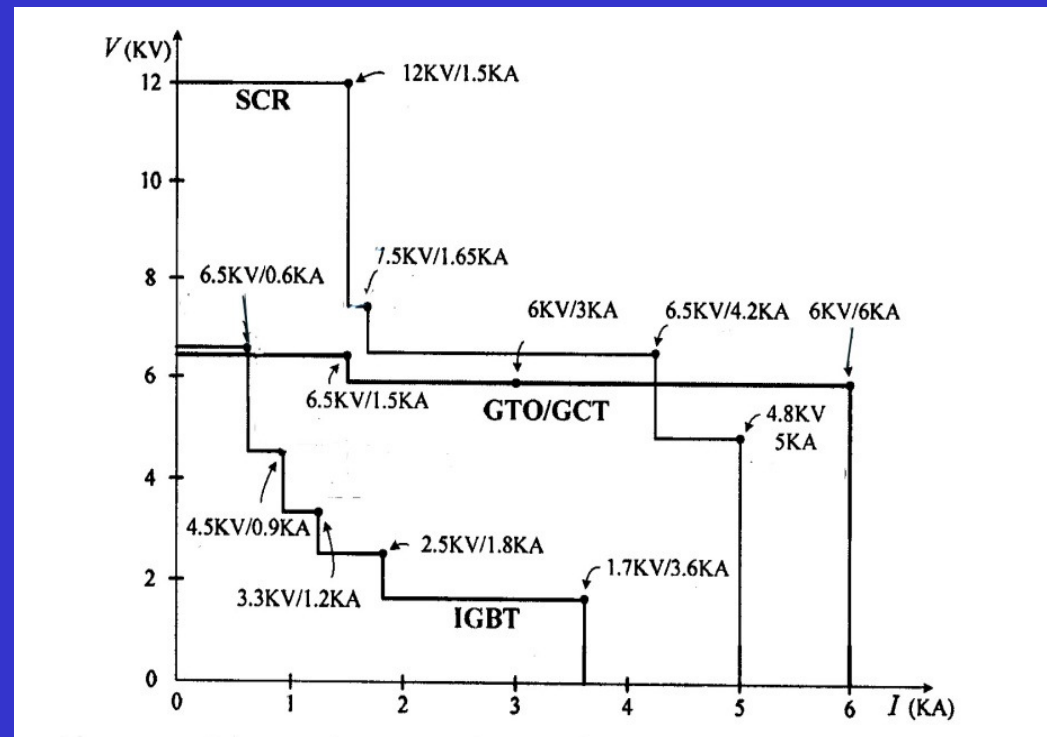 V (KV)
12
12KV/1.5KA
SCR
10
7.5KV/1.65KA
8
6.5KV/0.6KA
6KV/3KA
6.5KV/4.2KA
6KV/6KA
6
6.5KV/1.5KA
GTO/GCT
4.8KV
5KA
4
4.5KV/0.9KA
2.5KV/1.8KA
1.7KV/3.6KA
2
3.3KV/1.2KA
IGBT
0
0 1 2 3 4 5 6 I (KA)